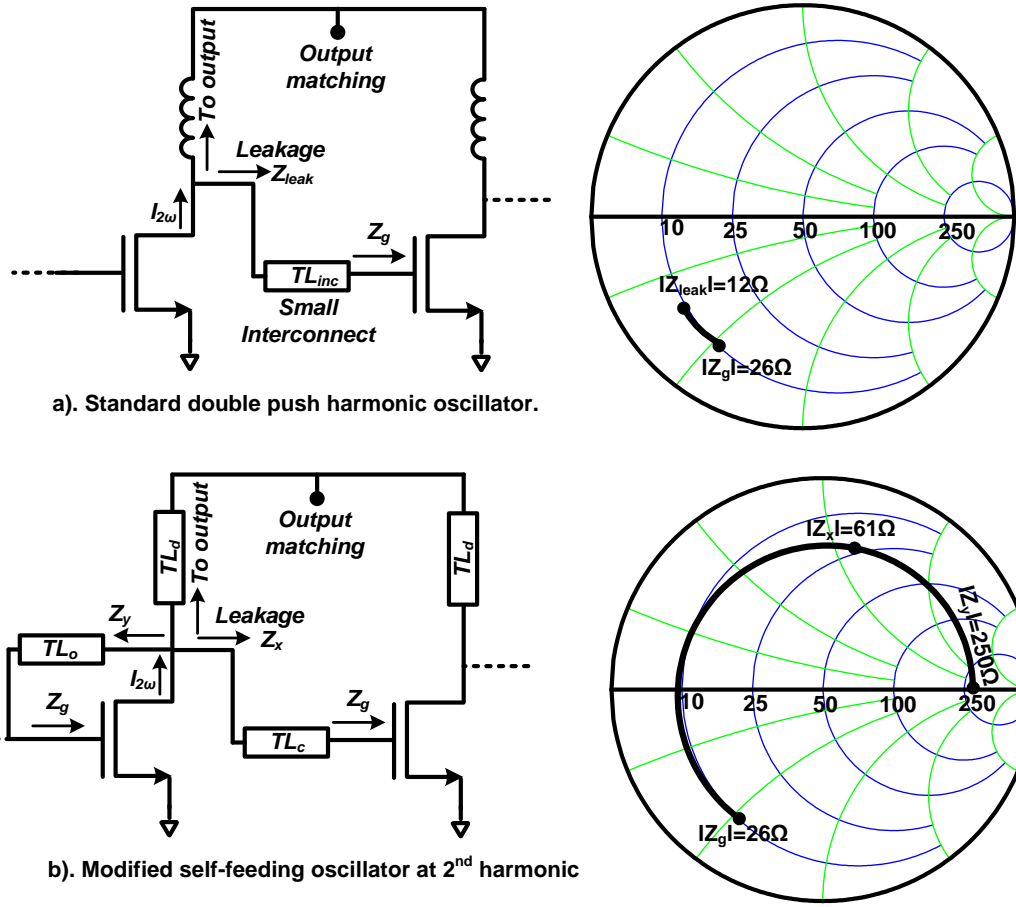 To output
Output
matching
Leakage
Z_leak
I_2ω
Z_g
TL_inc
Small
Interconnect
10
25
50
100
250
|Z_leak|=12Ω
|Z_g|=26Ω
a). Standard double push harmonic oscillator.
TL_d
To output
Output
matching
TL_d
Z_y
Leakage
Z_x
TL_o
I_2ω
Z_g
Z_g
TL_c
|Z_x|=61Ω
|Z_y|=250Ω
10
25
50
100
250
|Z_g|=26Ω
b). Modified self-feeding oscillator at 2nd harmonic